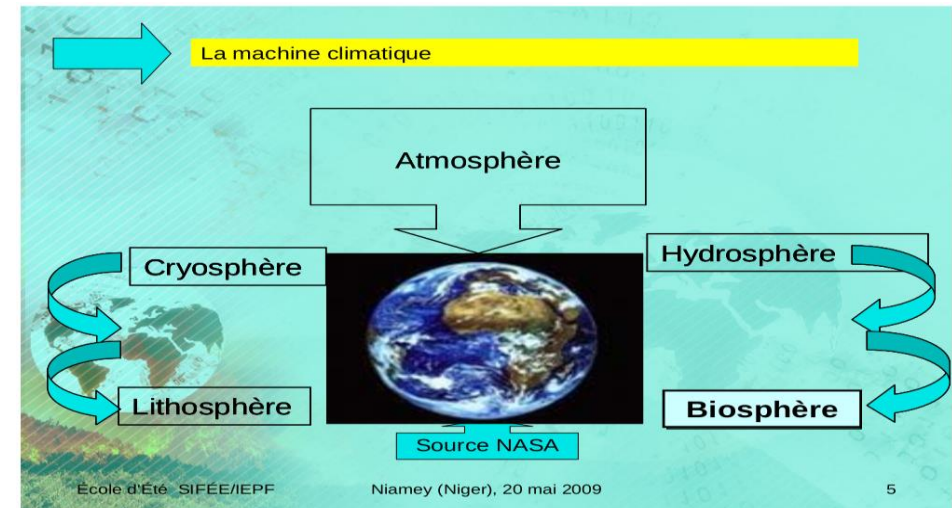 La machine climatique
Atmosphère
Cryosphère
Hydrosphère
Lithosphère
Biosphère
Source NASA
École d'Été SIFÉE/IEPF
Niamey (Niger), 20 mai 2009
5